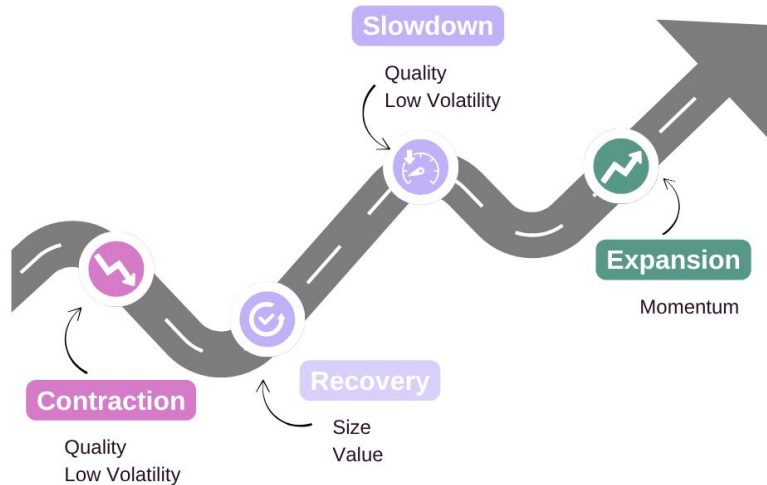 Slowdown
Quality
Low Volatility
Expansion
Momentum
Recovery
Size
Value
Contraction
Quality
Low Volatility